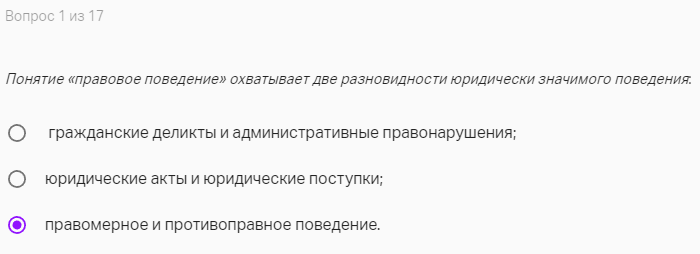 Вопрос 1 из 17
Понятие «правовое поведение» охватывает две разновидности юридически значимого поведения:
гражданские деликты и административные правонарушения;
юридические акты и юридические поступки;
правомерное и противоправное поведение.